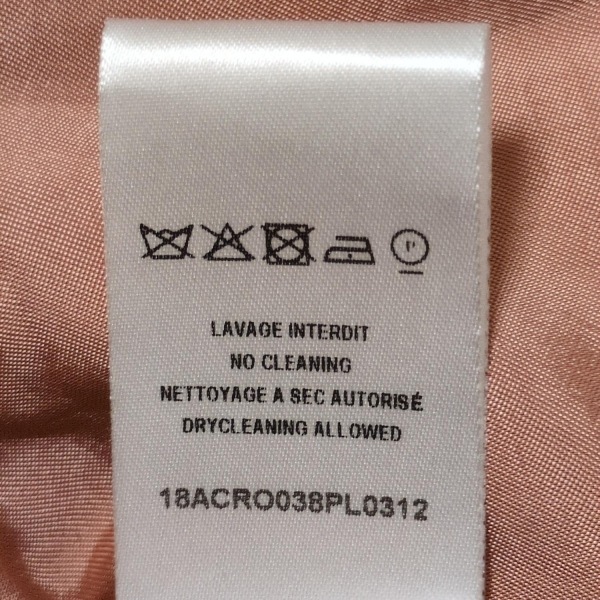 P
LAVAGE INTERDIT
NO CLEANING
NETTOYAGE A SEC AUTORISÉ
DRYCLEANING ALLOWED
18ACRO038PL0312